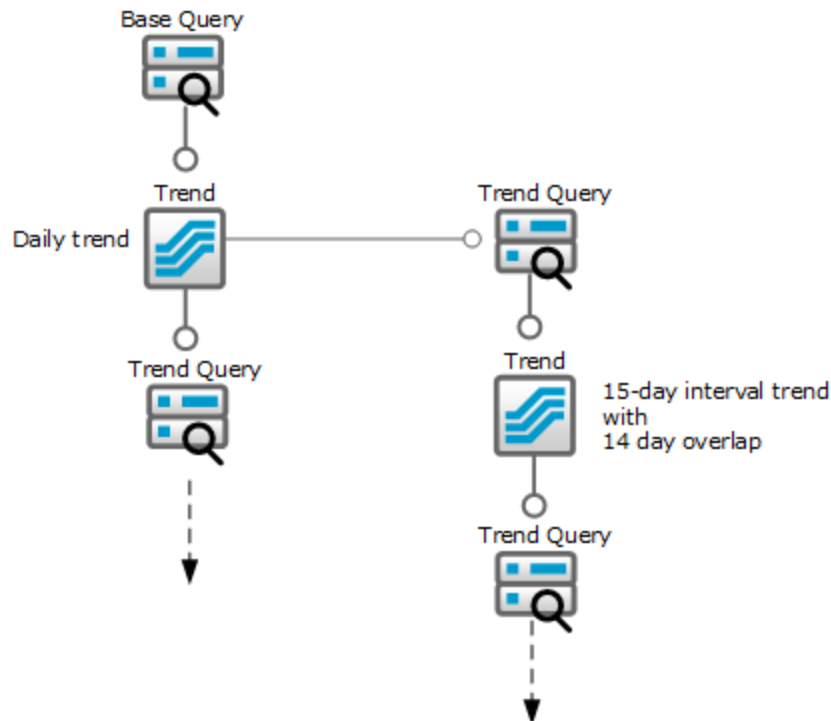 Base Query
Trend
Trend Query
Daily trend
Trend Query
Trend
15-day interval trend
with
14 day overlap
Trend Query